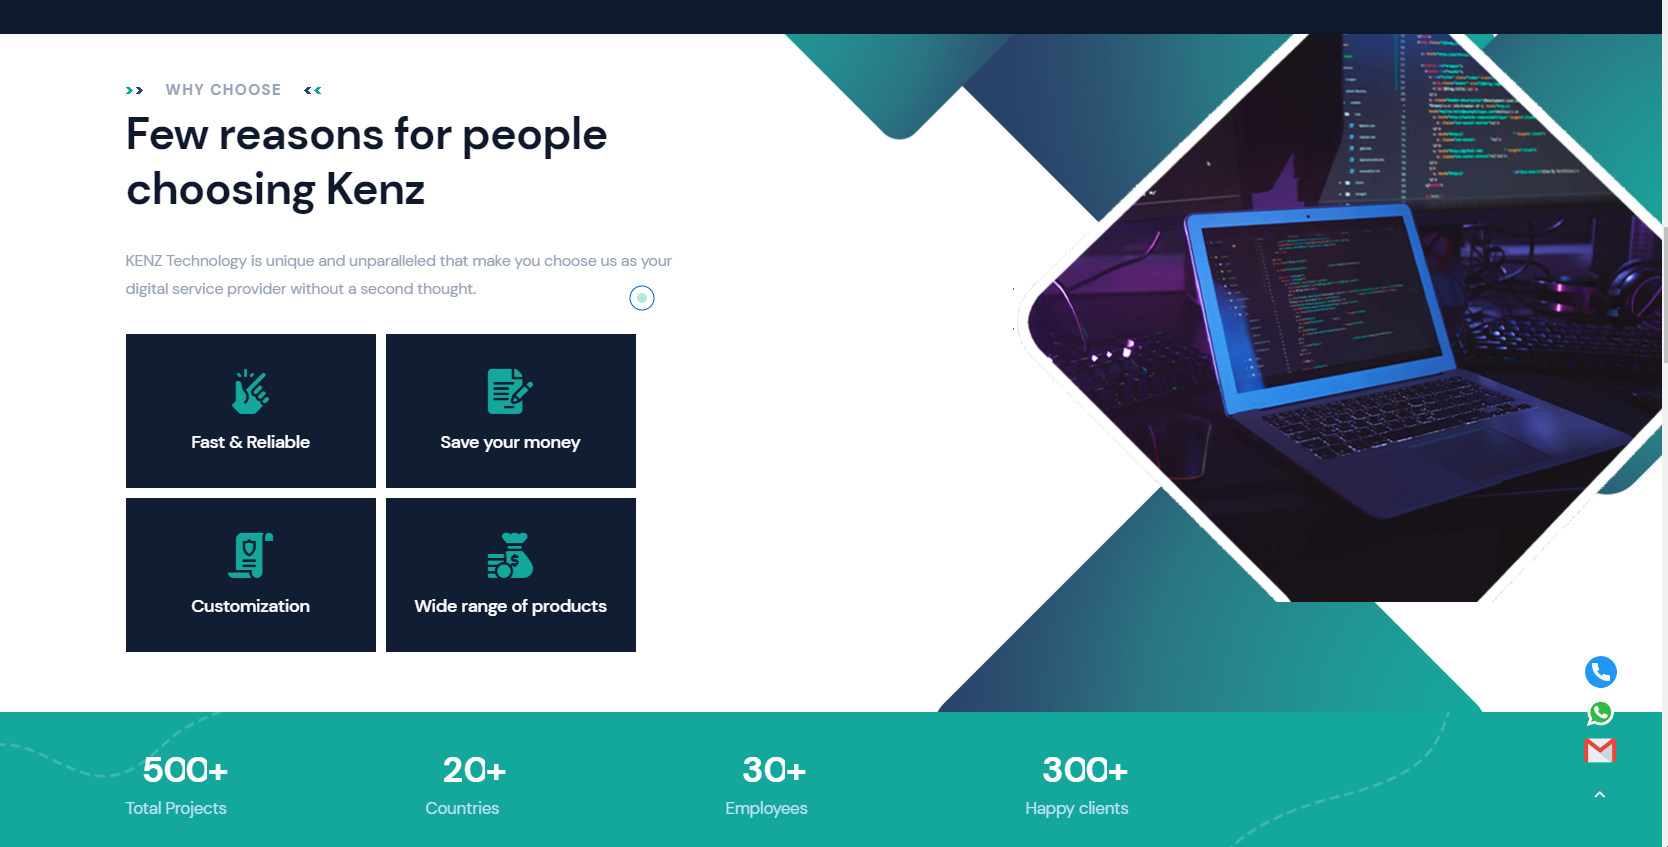 WHY CHOOSE
Few reasons for people
choosing Kenz
KENZ Technology is unique and unparalleled that make you choose us as your
digital service provider without a second thought.
Fast & Reliable
Save your money
Customization
Wide range of products
500+
20+
30+
300+
Total Projects
Countries
Employees
Happy clients